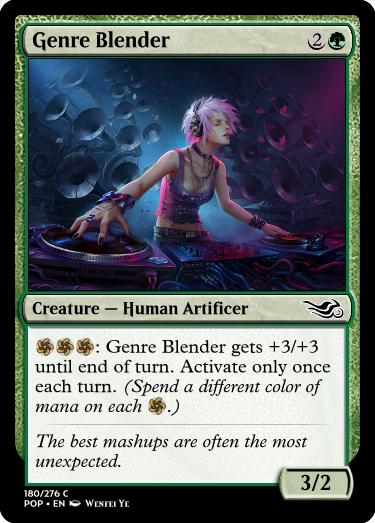 Genre Blender 2
Creature — Human Artificer
: Genre Blender gets +3/+3
until end of turn. Activate only once
each turn. (Spend a different color of
mana on each .)
The best mashups are often the most
unexpected.
3/2
180/276 C
POP • EN Wenfei Ye